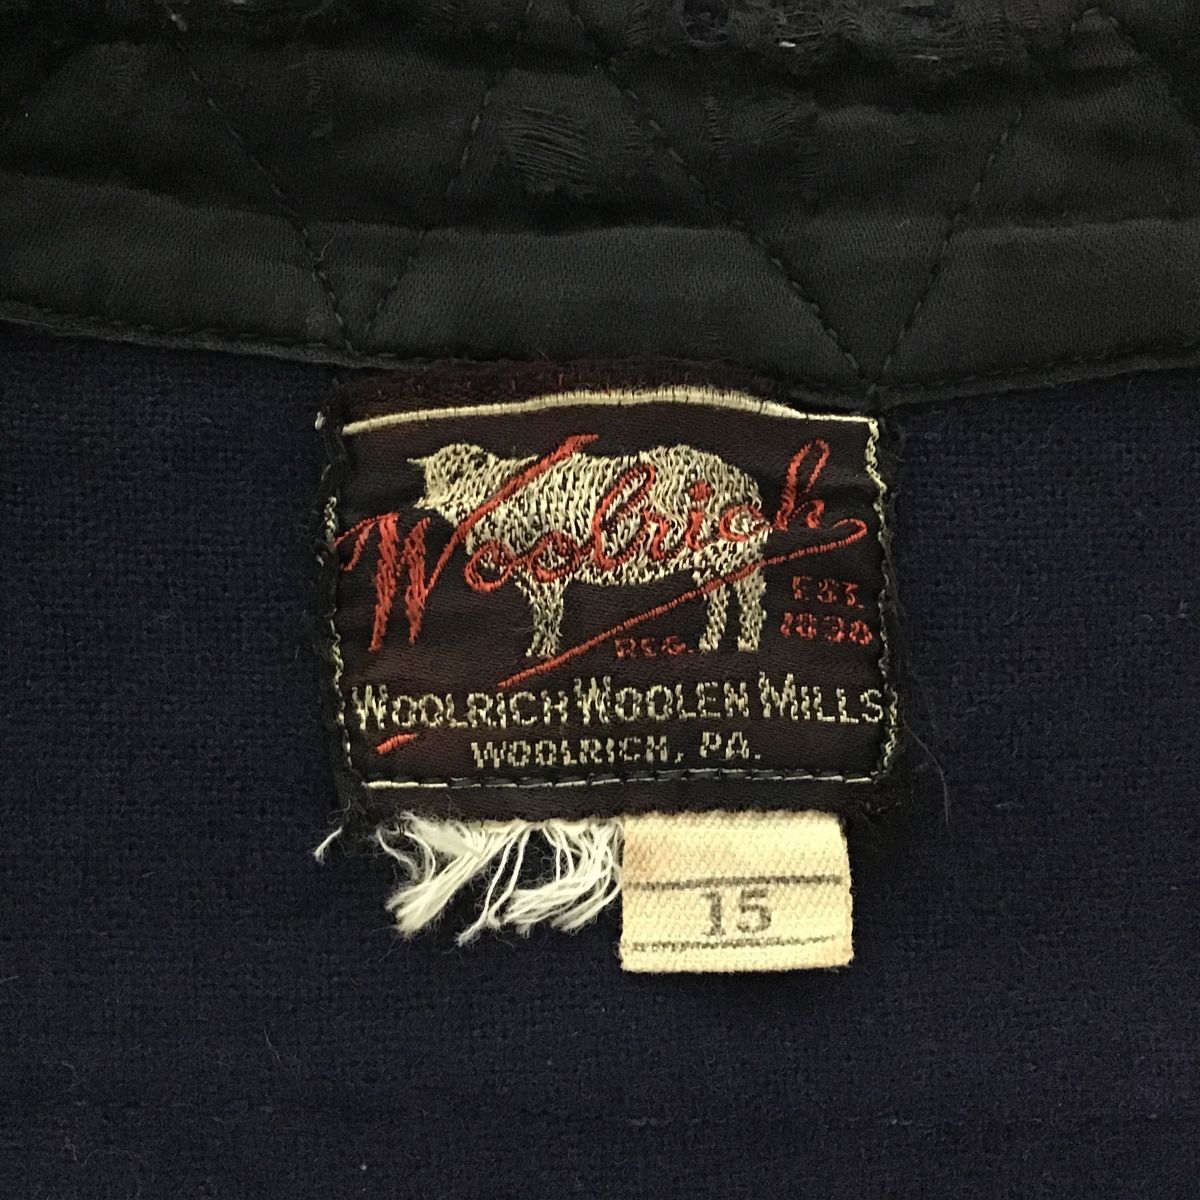 Woolrich
EST.
1830
REG.
WOOLRICH WOOLEN MILLS
WOOLRICH, PA.
15